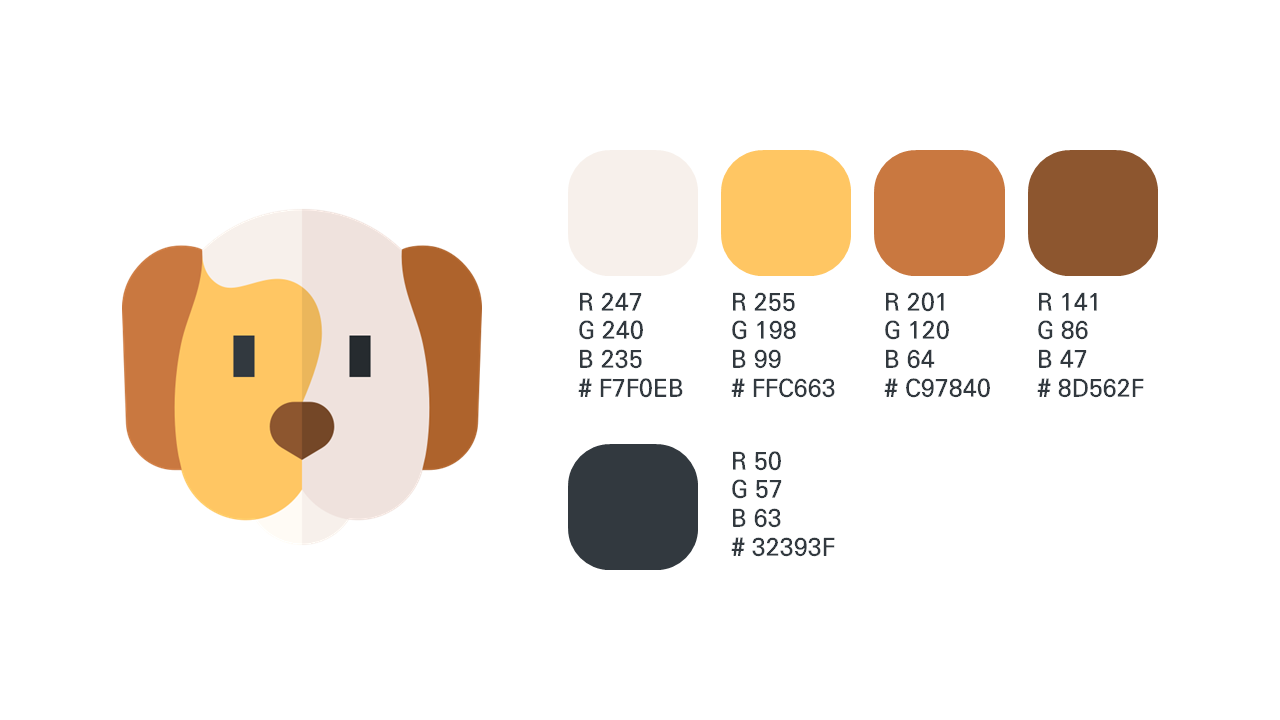 R 247
G 240
B 235
# F7F0EB
R 255
G 198
B 99
# FFC663
R 201
G 120
B 64
# C97840
R 141
G 86
B 47
# 8D562F
R 50
G 57
B 63
# 32393F